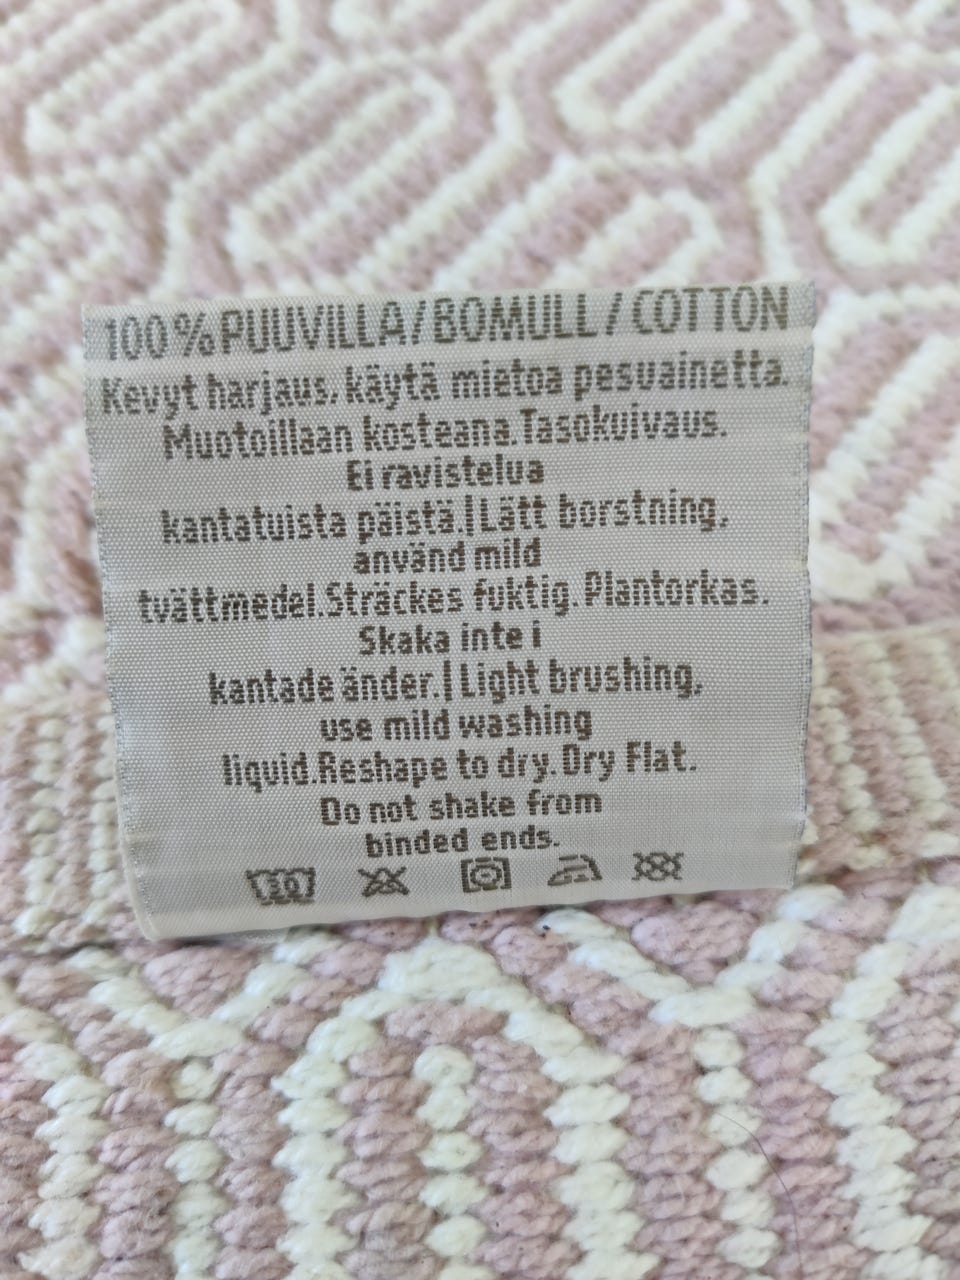 100%PUUVILLA/BOMULL/COTTON
Kevyt harjaus, käytä mietoa pesuainetta.
Muotoillaan kosteana.Tasokuivaus.
Ei ravistelua
kantatuista päistä.|Lätt borstning,
använd mild
tvättmedel.Sträckes fuktig. Plantorkas.
Skaka inte i
kantade änder.|Light brushing,
use mild washing
liquid.Reshape to dry. Dry Flat.
Do not shake from
binded ends.
30